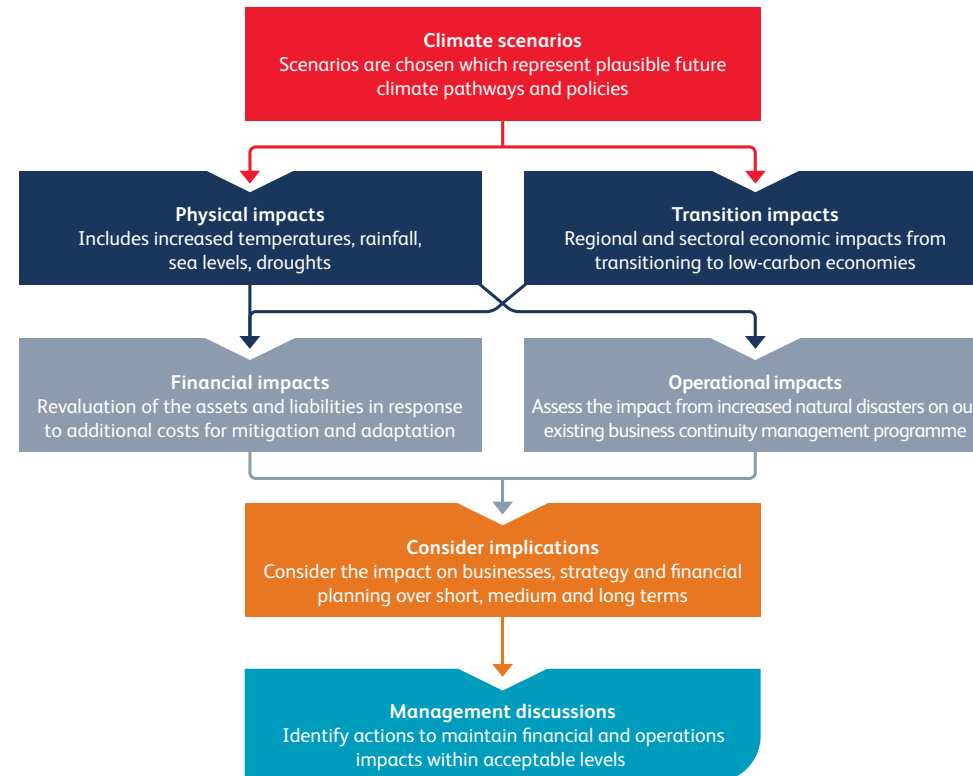 Climate scenarios
Scenarios are chosen which represent plausible future
climate pathways and policies
Physical impacts
Includes increased temperatures, rainfall,
sea levels, droughts
Transition impacts
Regional and sectoral economic impacts from
transitioning to low-carbon economies
Financial impacts
Revaluation of the assets and liabilities in response
to additional costs for mitigation and adaptation
Operational impacts
Assess the impact from increased natural disasters on ou
existing business continuity management programme
Consider implications
Consider the impact on businesses, strategy and financial
planning over short, medium and long terms
Management discussions
Identify actions to maintain financial and operations
impacts within acceptable levels